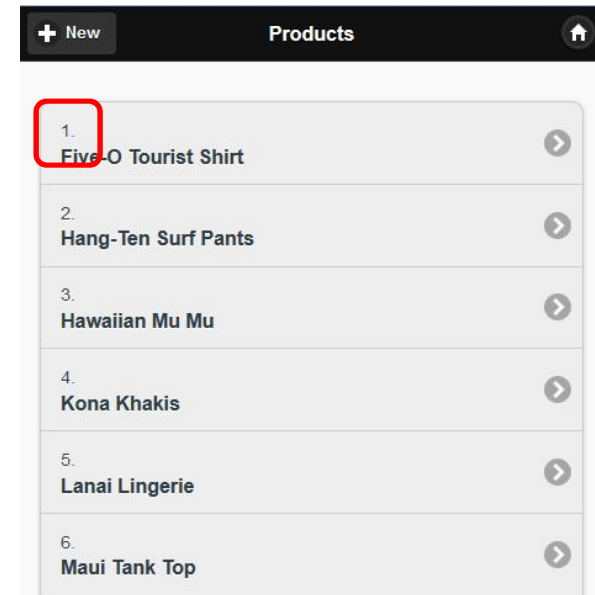 New Products
1.
Five-O Tourist Shirt
2.
Hang-Ten Surf Pants
3.
Hawaiian Mu Mu
4.
Kona Khakis
5.
Lanai Lingerie
6.
Maui Tank Top